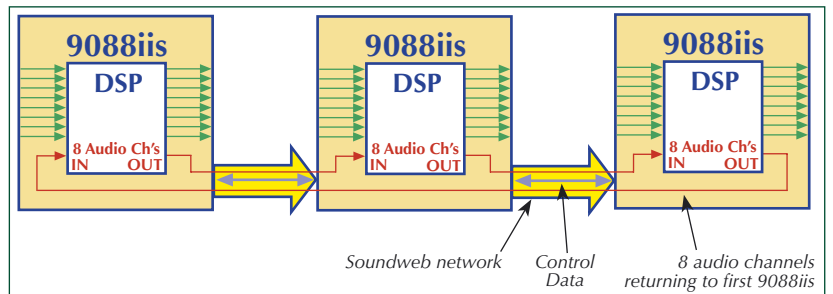 9088iis
DSP
8 Audio Ch's
IN OUT
9088iis
DSP
8 Audio Ch's
IN OUT
9088iis
DSP
8 Audio Ch's
IN OUT
Soundweb network
Control
Data
8 audio channels
returning to first 9088iis